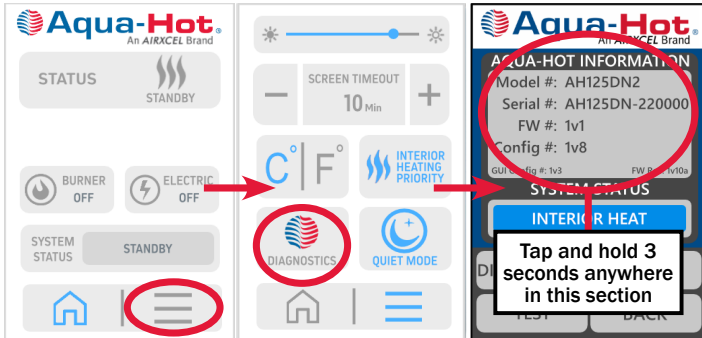 Aqua-Hot®
An AIRXCEL Brand
STATUS
STANDBY
BURNER
OFF
ELECTRIC
OFF
SYSTEM
STATUS
STANDBY
SCREEN TIMEOUT
10 Min
C° F°
INTERIOR
HEATING
PRIORITY
DIAGNOSTICS
QUIET MODE
Aqua-Hot®
An AIRXCEL Brand
AQUA-HOT INFORMATION
Model #: AH125DN2
Serial #: AH125DN-220000
FW #: 1v1
Config #: 1v8
GUI Config #: 1v3
SYSTEM STATUS
INTERIOR HEAT
Tap and hold 3
seconds anywhere
in this section
TEST
BACK